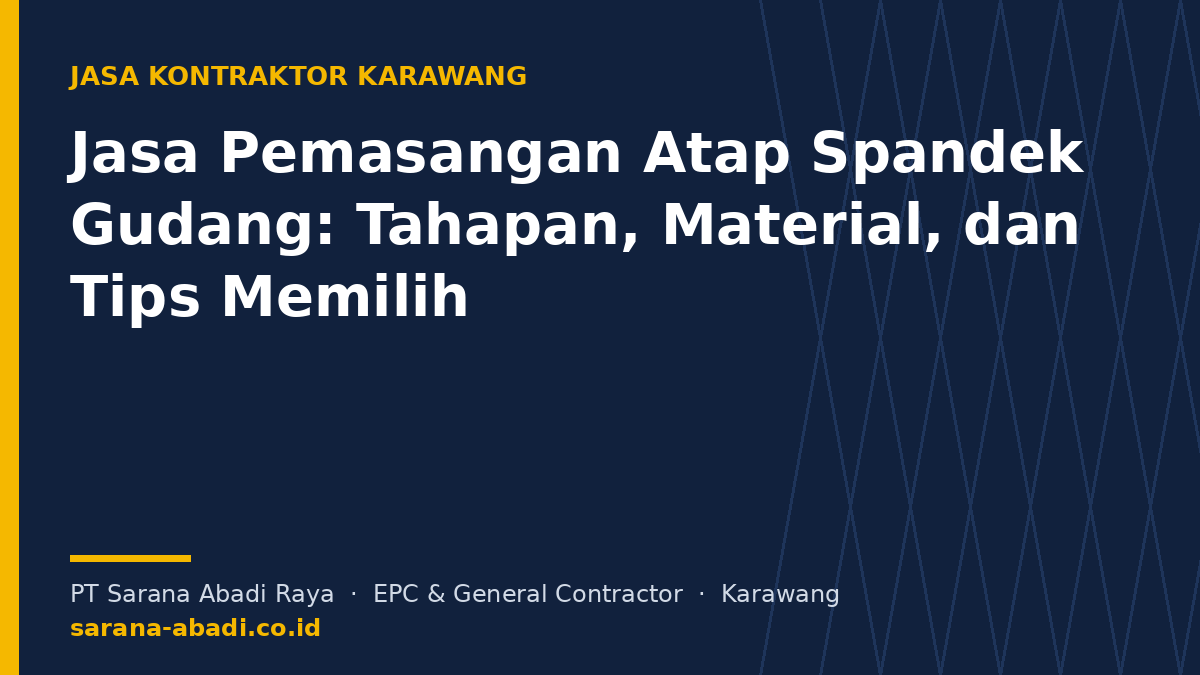 JASA KONTRAKTOR KARAWANG
Jasa Pemasangan Atap Spandek
Gudang: Tahapan, Material, dan
Tips Memilih
PT Sarana Abadi Raya · EPC & General Contractor · Karawang
sarana-abadi.co.id